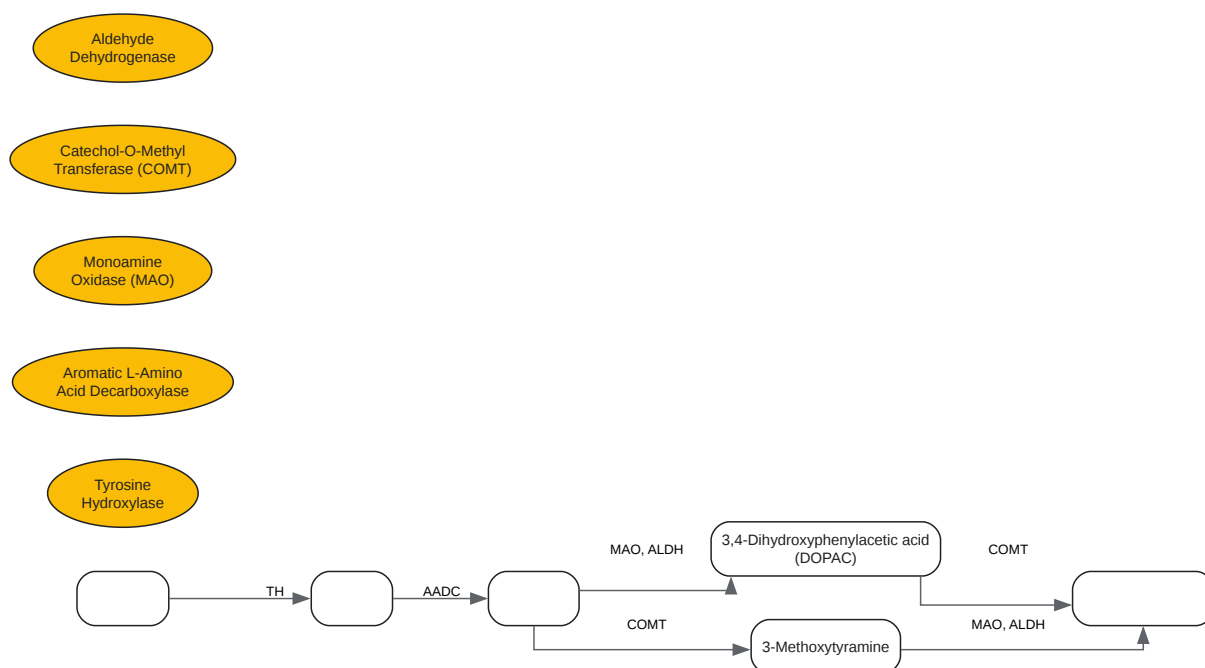 Aldehyde
Dehydrogenase
Catechol-O-Methyl
Transferase (COMT)
Monoamine
Oxidase (MAO)
Aromatic L-Amino
Acid Decarboxylase
Tyrosine
Hydroxylase
TH
AADC
MAO, ALDH
3,4-Dihydroxyphenylacetic acid
(DOPAC)
COMT
COMT
3-Methoxytyramine
MAO, ALDH